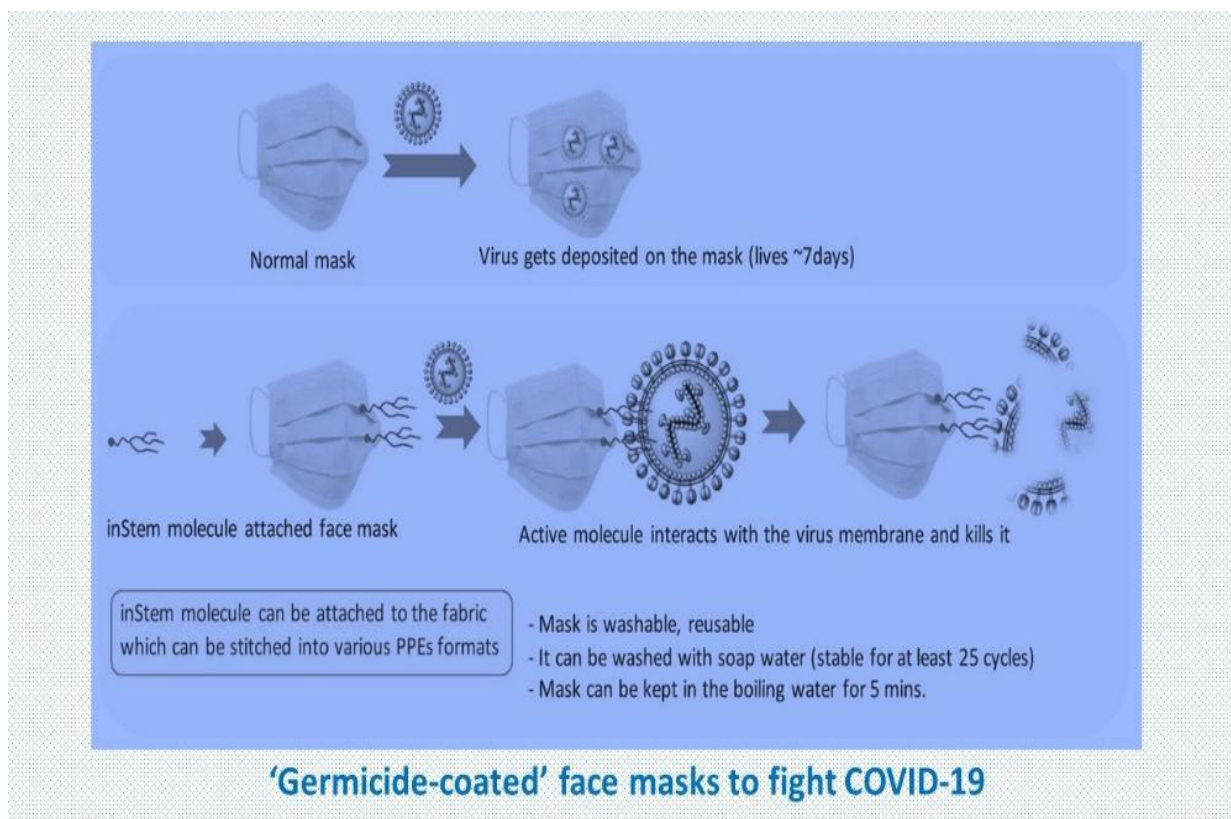 Normal mask
Virus gets deposited on the mask (lives ~7days)
inStem molecule attached face mask
Active molecule interacts with the virus membrane and kills it
inStem molecule can be attached to the fabric
which can be stitched into various PPEs formats
- Mask is washable, reusable
- It can be washed with soap water (stable for at least 25 cycles)
- Mask can be kept in the boiling water for 5 mins.
‘Germicide-coated’ face masks to fight COVID-19